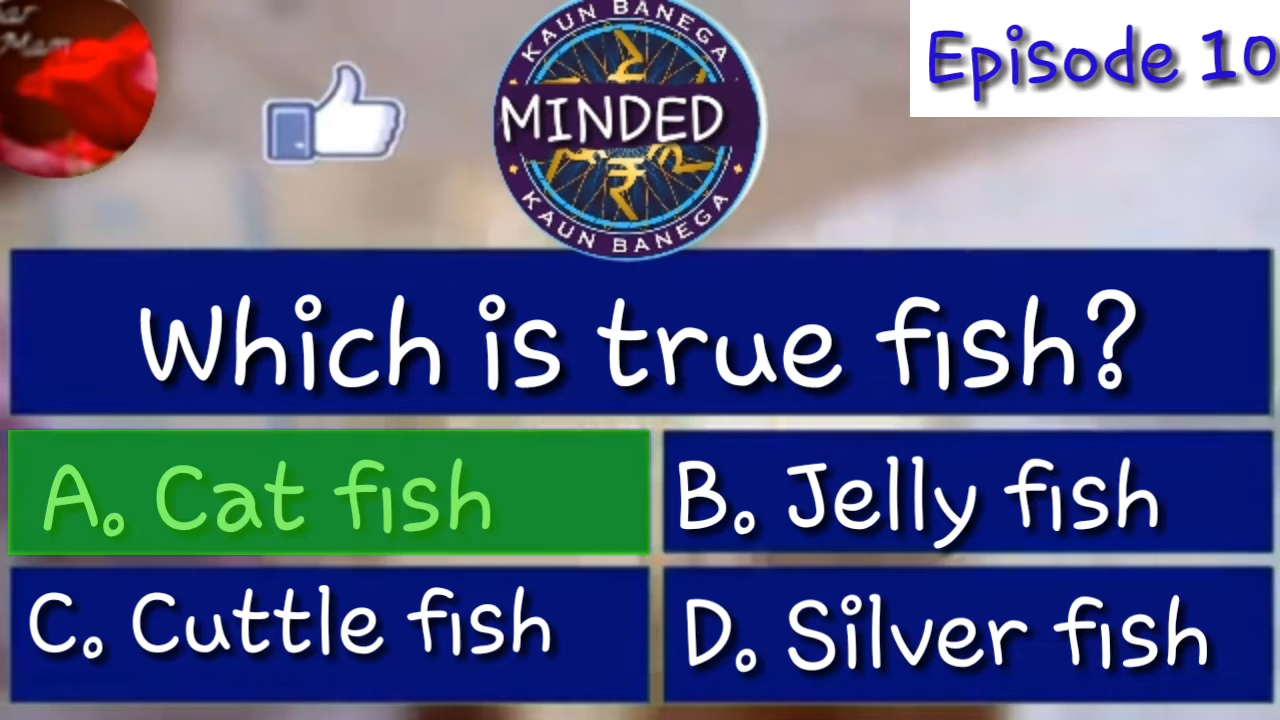 Mam
KAUN BANEGA
MINDED
KAUN BANEGA
Episode 10
Which is true fish?
A. Cat fish
B. Jelly fish
C. Cuttle fish
D. Silver fish